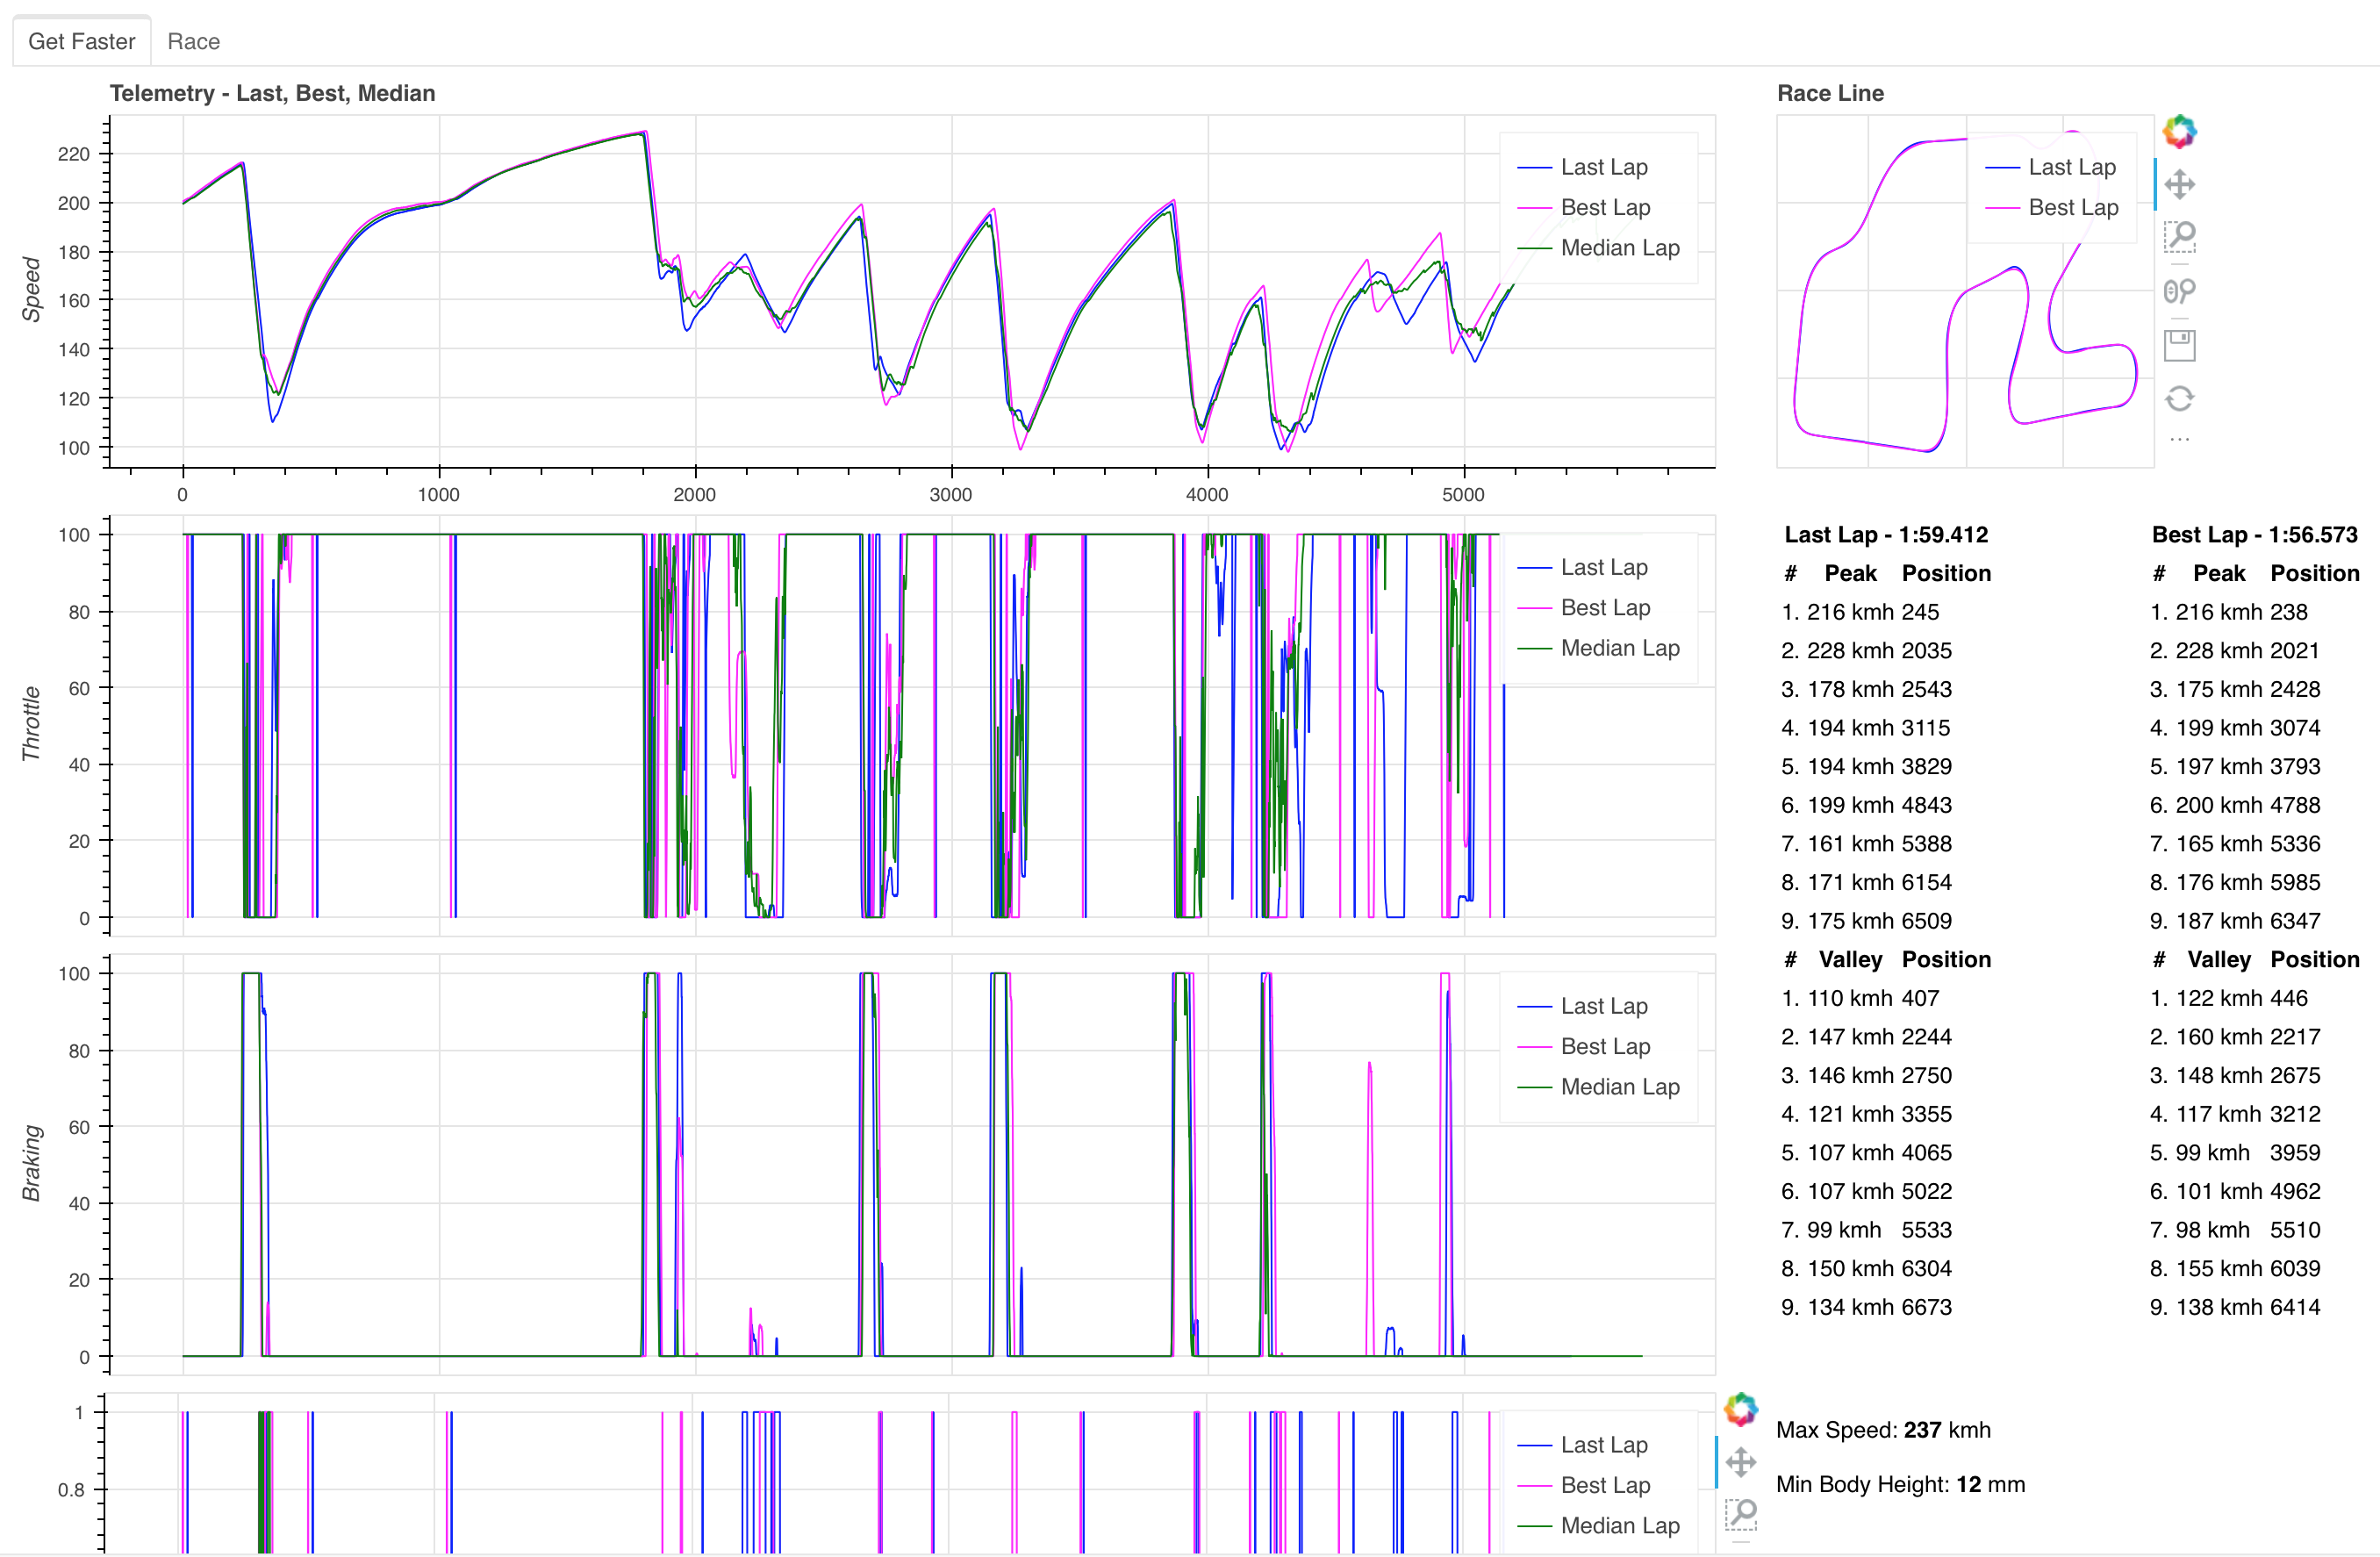 Get Faster Race
Telemetry - Last, Best, Median
Speed
220
200
180
160
140
120
100
0 1000 2000 3000 4000 5000
Last Lap
Best Lap
Median Lap
Race Line
Last Lap
Best Lap
Throttle
100
80
60
40
20
0
Last Lap
Best Lap
Median Lap
Braking
100
80
60
40
20
0
Last Lap
Best Lap
Median Lap
1
0.8
Last Lap
Best Lap
Median Lap
Last Lap - 1:59.412
# Peak Position
1. 216 kmh 245
2. 228 kmh 2035
3. 178 kmh 2543
4. 194 kmh 3115
5. 194 kmh 3829
6. 199 kmh 4843
7. 161 kmh 5388
8. 171 kmh 6154
9. 175 kmh 6509
# Valley Position
1. 110 kmh 407
2. 147 kmh 2244
3. 146 kmh 2750
4. 121 kmh 3355
5. 107 kmh 4065
6. 107 kmh 5022
7. 99 kmh 5533
8. 150 kmh 6304
9. 134 kmh 6673
Best Lap - 1:56.573
# Peak Position
1. 216 kmh 238
2. 228 kmh 2021
3. 175 kmh 2428
4. 199 kmh 3074
5. 197 kmh 3793
6. 200 kmh 4788
7. 165 kmh 5336
8. 176 kmh 5985
9. 187 kmh 6347
# Valley Position
1. 122 kmh 446
2. 160 kmh 2217
3. 148 kmh 2675
4. 117 kmh 3212
5. 99 kmh 3959
6. 101 kmh 4962
7. 98 kmh 5510
8. 155 kmh 6039
9. 138 kmh 6414
Max Speed: 237 kmh
Min Body Height: 12 mm